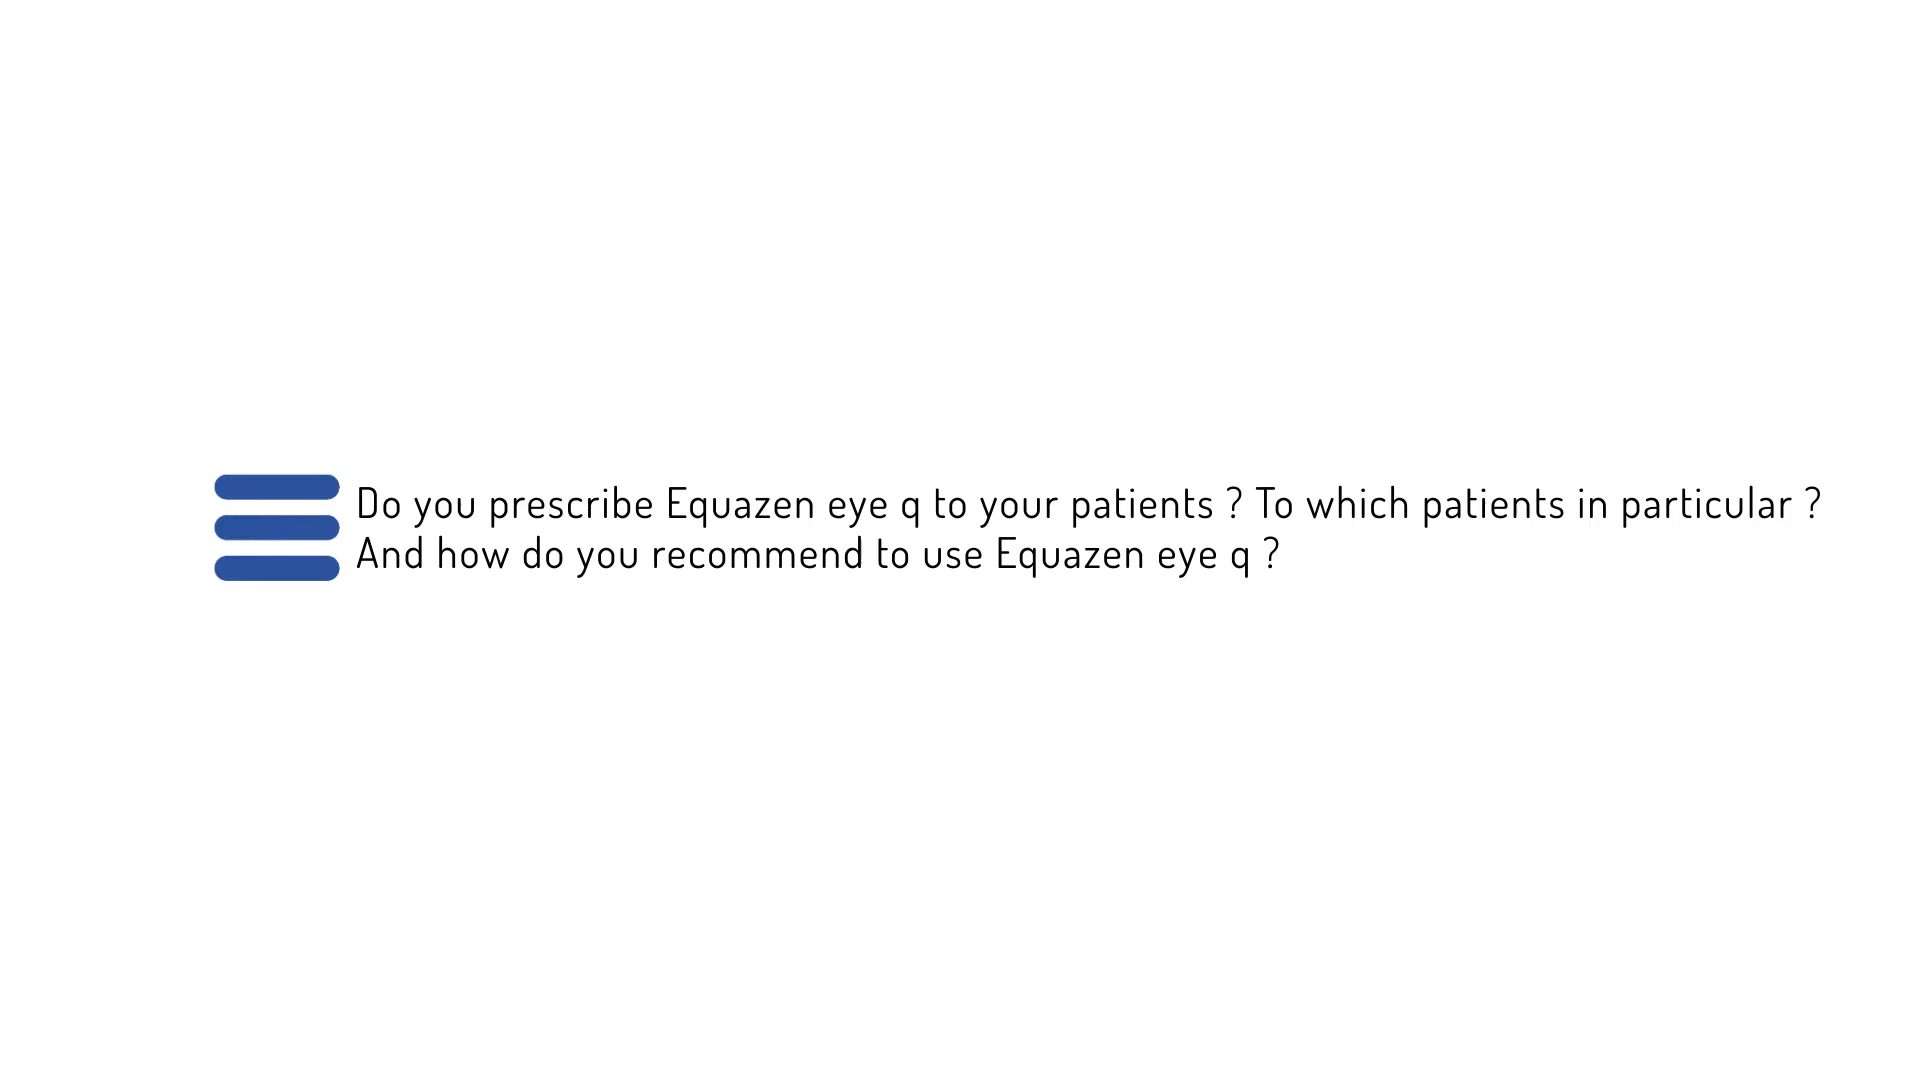 Do you prescribe Equazen eye q to your patients ? To which patients in particular ?
And how do you recommend to use Equazen eye q ?